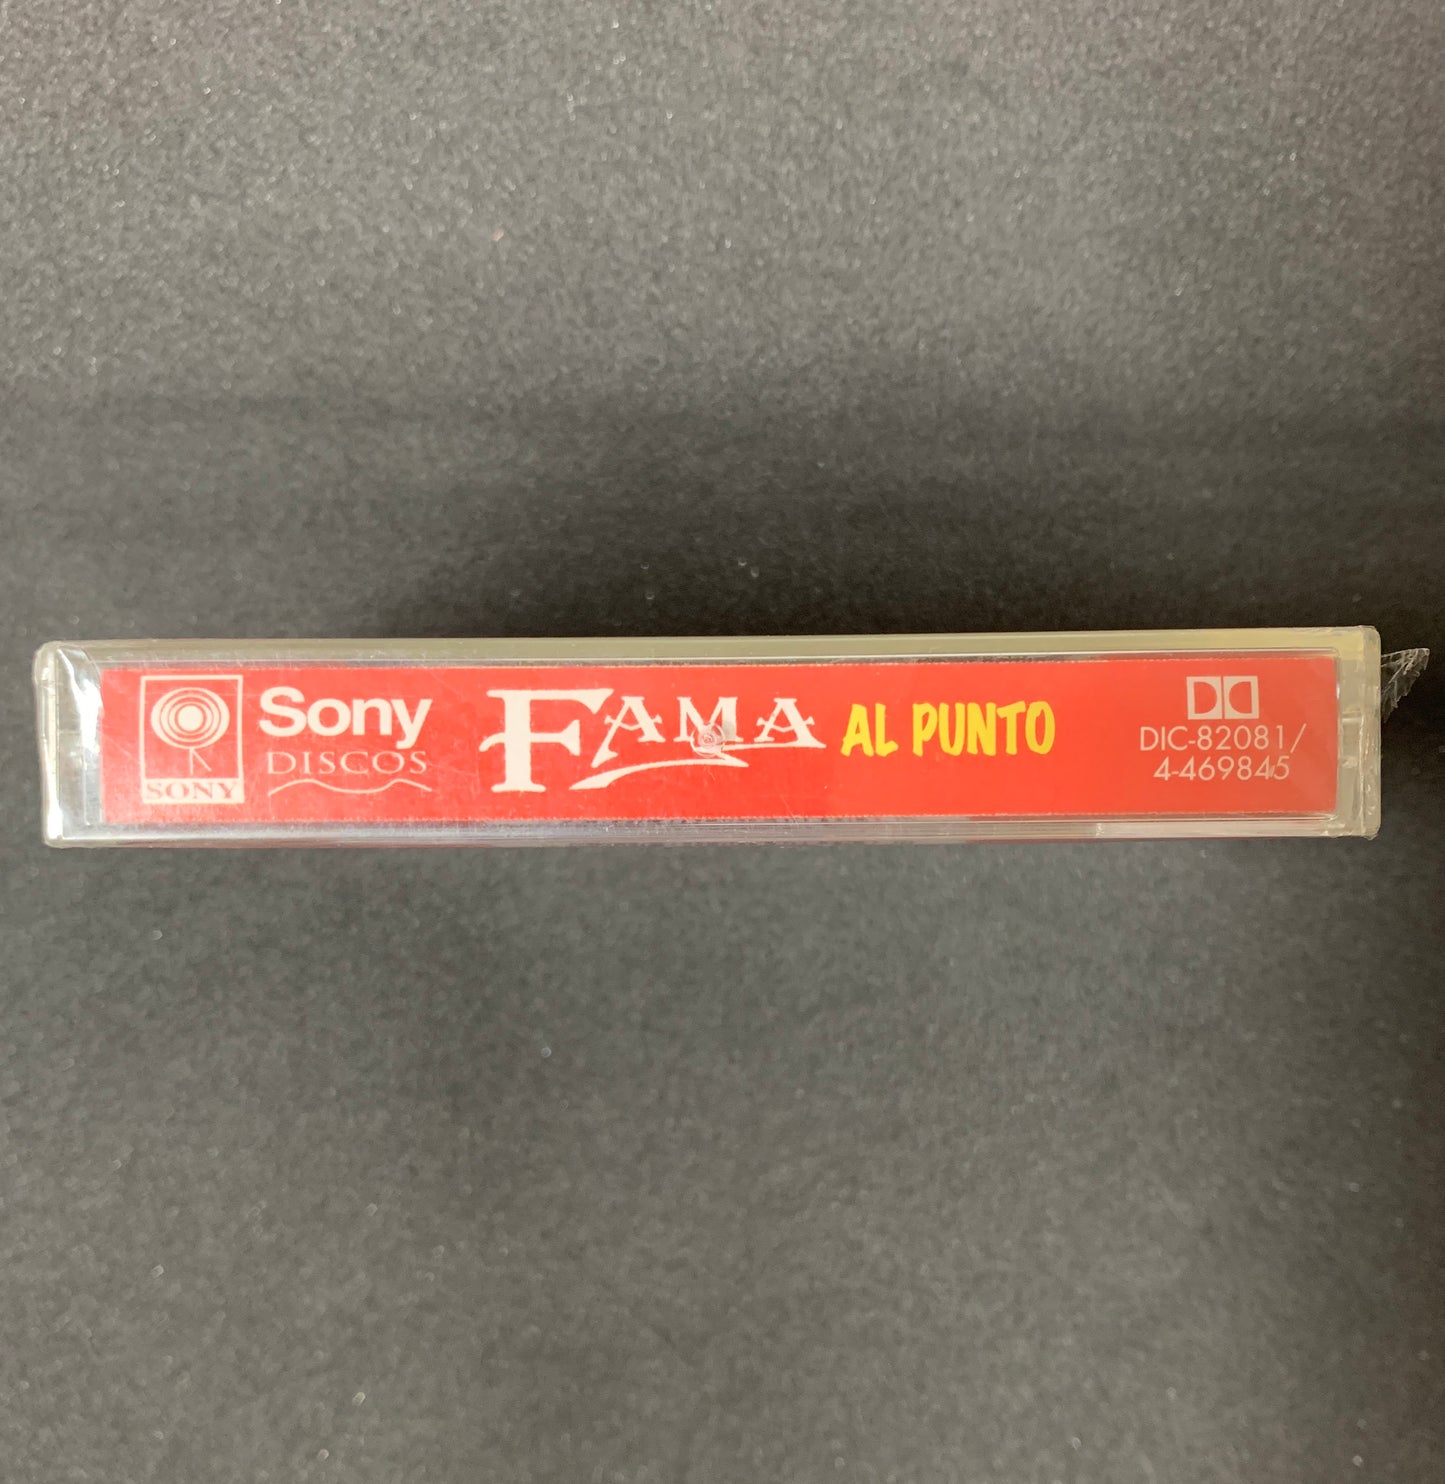 SONY
Sony
DISCOS
FAMA AL PUNTO
DIC-82081/
4-469845